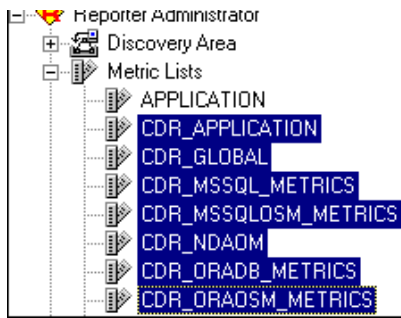 Reporter Administrator
Discovery Area
Metric Lists
APPLICATION
CDR_APPLICATION
CDR_GLOBAL
CDR_MSSQL_METRICS
CDR_MSSQLOSM_METRICS
CDR_NDAOM
CDR_ORADB_METRICS
CDR_ORAOSM_METRICS